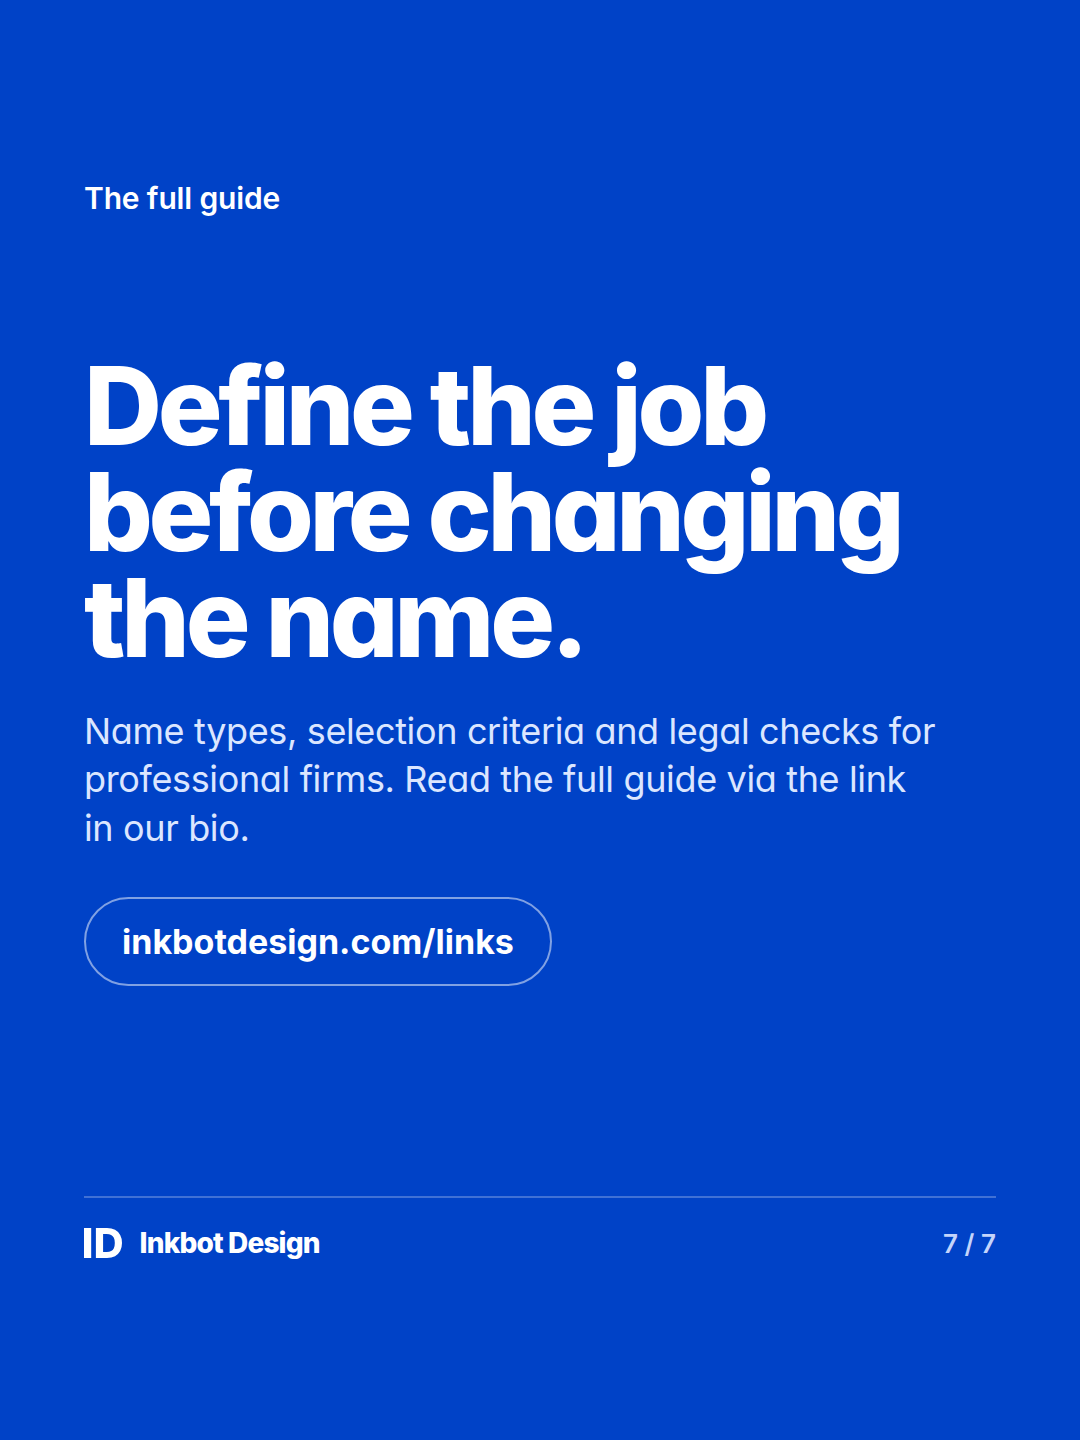 The full guide
Define the job
before changing
the name.
Name types, selection criteria and legal checks for
professional firms. Read the full guide via the link
in our bio.
inkbotdesign.com/links
ID Inkbot Design
7 / 7